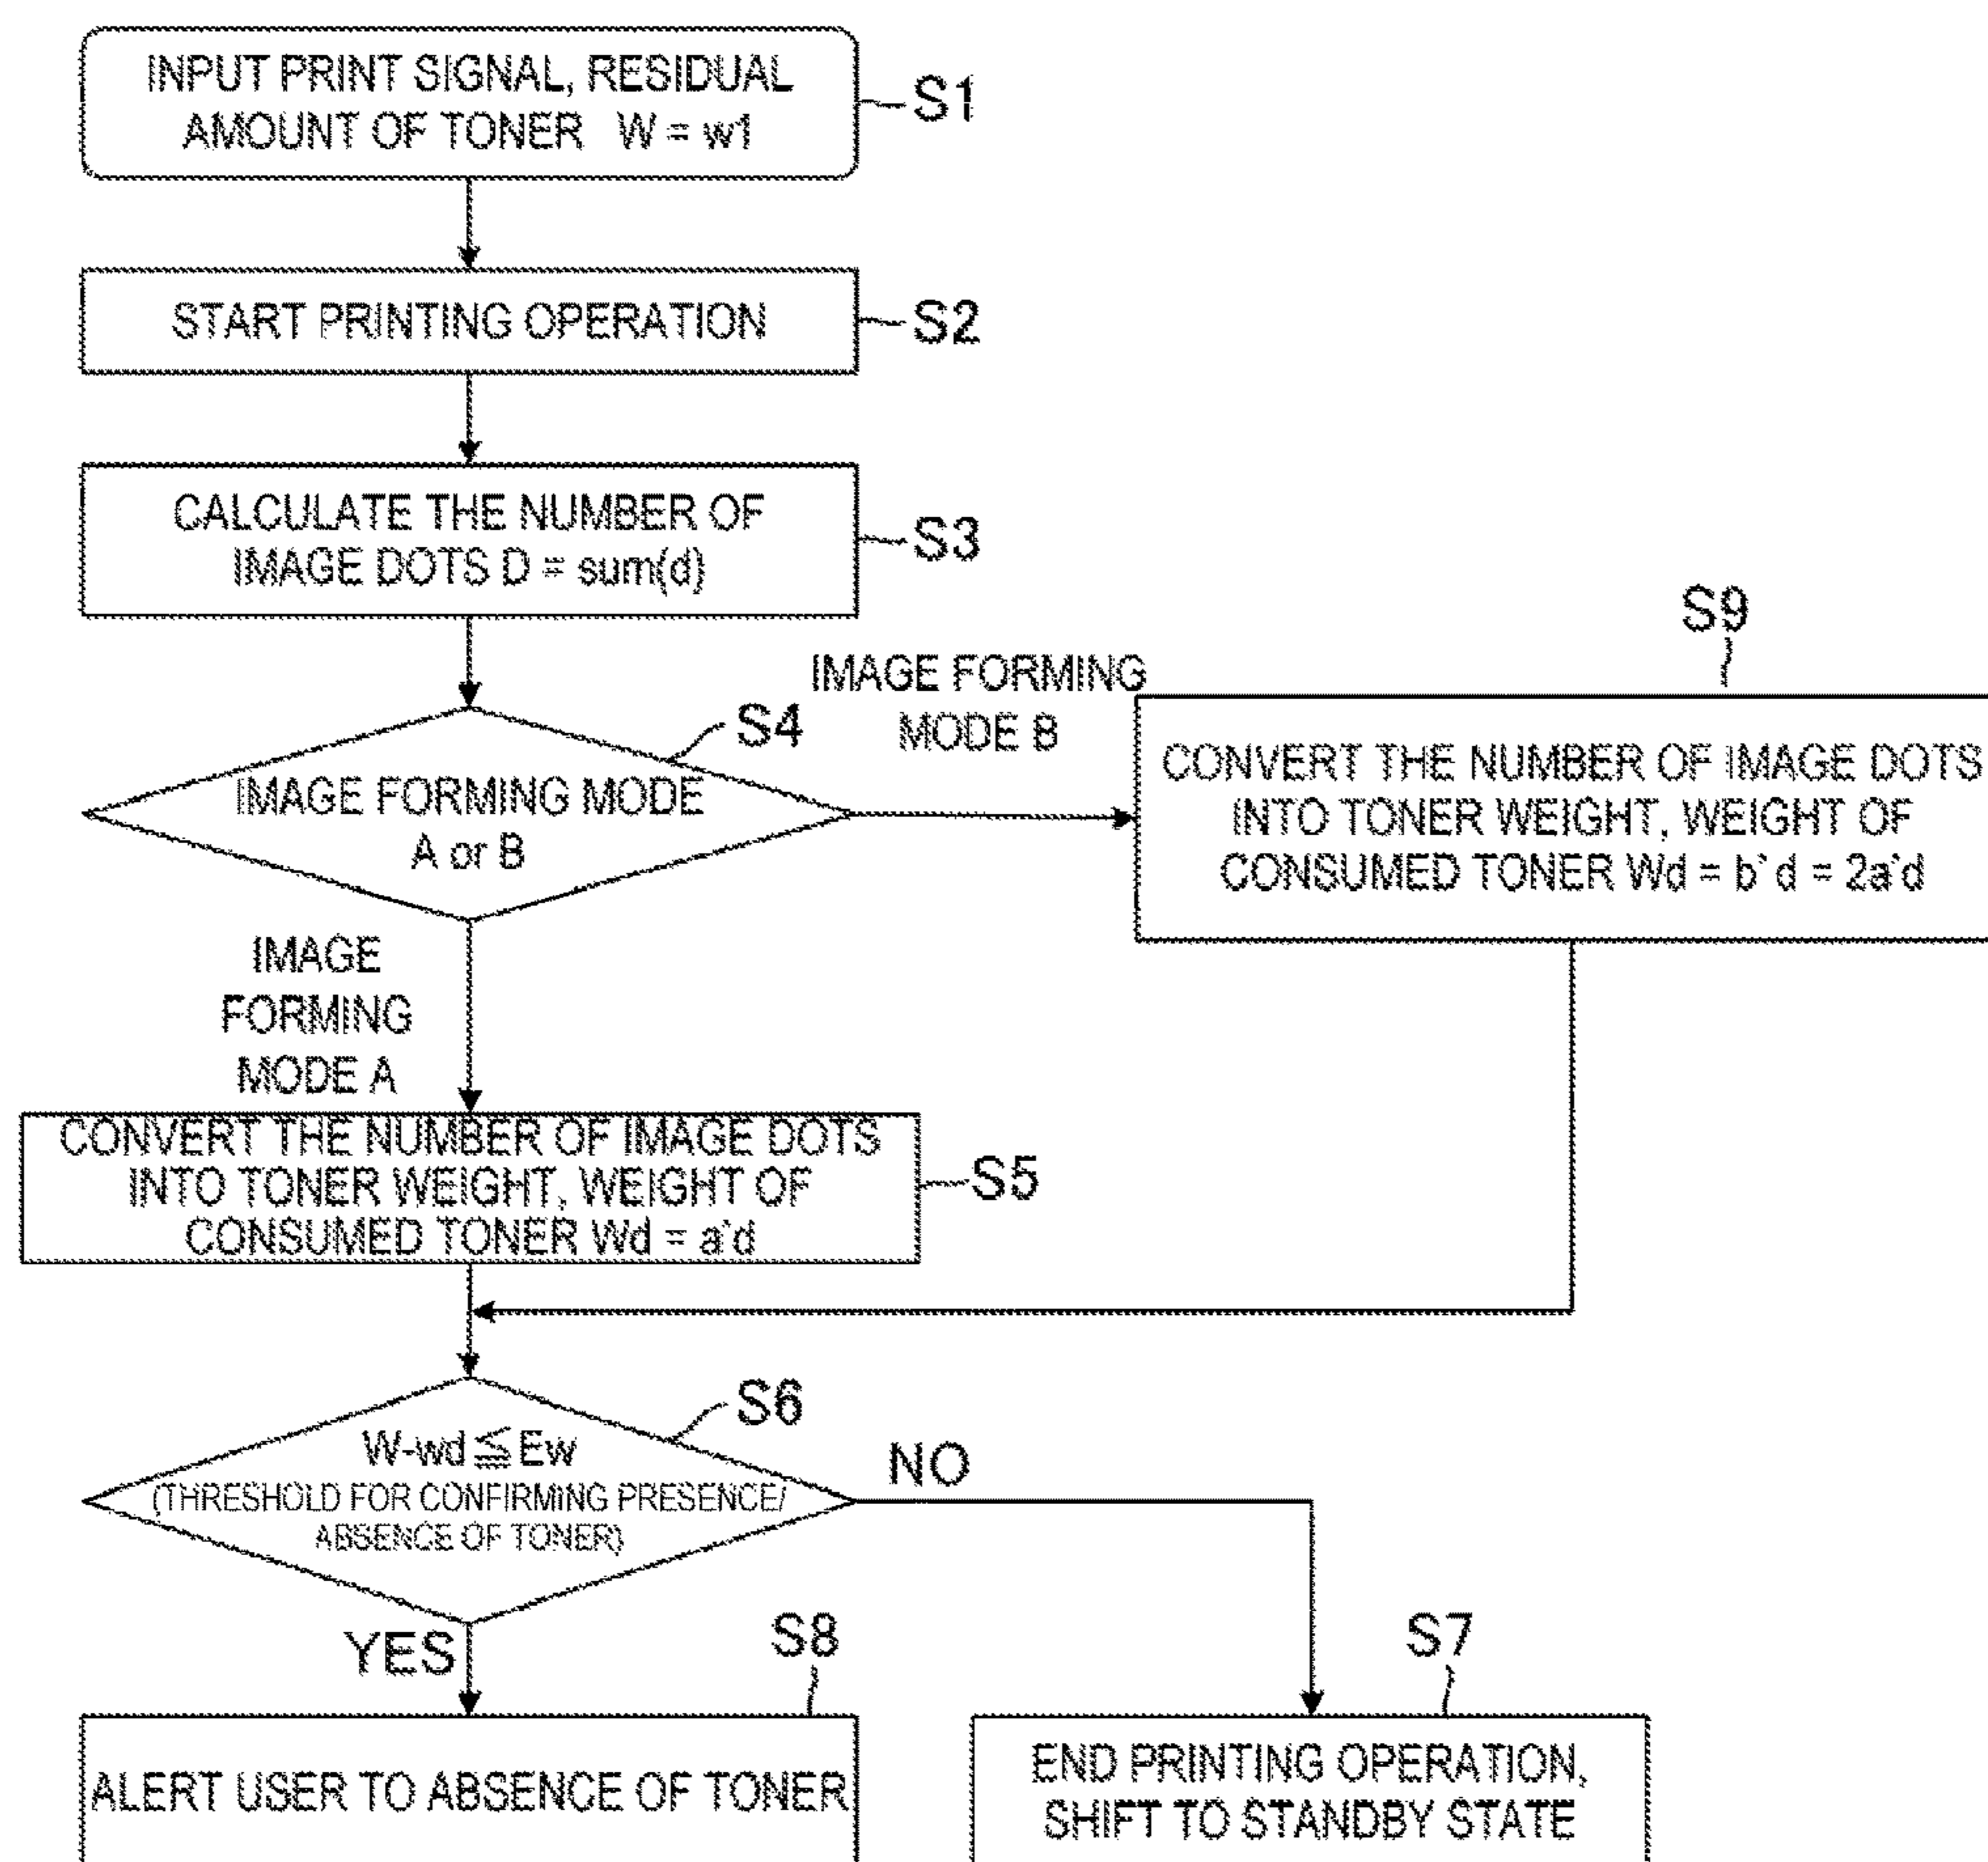 INPUT PRINT SIGNAL, RESIDUAL
AMOUNT OF TONER W = w1
S1
START PRINTING OPERATION
S2
CALCULATE THE NUMBER OF
IMAGE DOTS D = sum(d)
S3
S4
IMAGE FORMING MODE
A or B
IMAGE FORMING
MODE B
S9
CONVERT THE NUMBER OF IMAGE DOTS
INTO TONER WEIGHT, WEIGHT OF
CONSUMED TONER Wd = b`d = 2a`d
IMAGE
FORMING
MODE A
CONVERT THE NUMBER OF IMAGE DOTS
INTO TONER WEIGHT, WEIGHT OF
CONSUMED TONER Wd = a`d
S5
S6
W-wd≦Ew
(THRESHOLD FOR CONFIRMING PRESENCE/
ABSENCE OF TONER)
NO
YES
S8
ALERT USER TO ABSENCE OF TONER
S7
END PRINTING OPERATION,
SHIFT TO STANDBY STATE